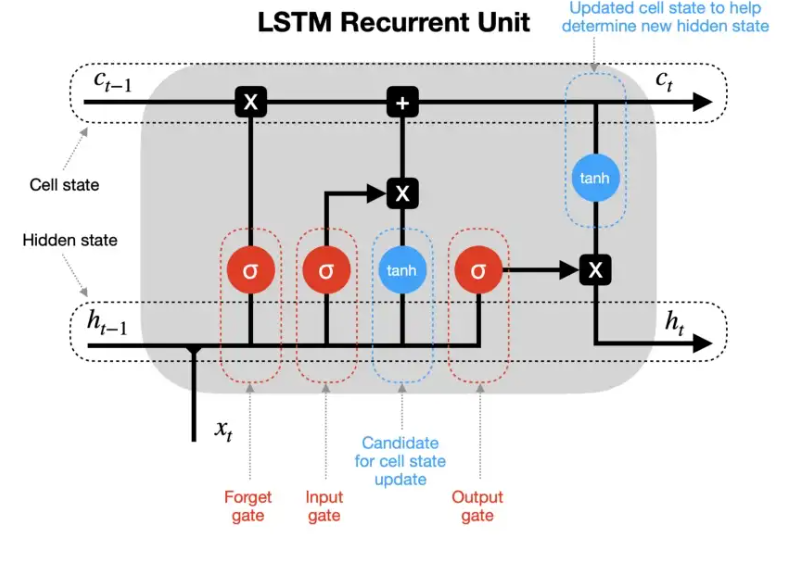 LSTM Recurrent Unit
Updated cell state to help
determine new hidden state
c_{t−1}
X
+
c_t
Cell state
X
tanh
Hidden state
σ
σ
tanh
σ
X
h_{t−1}
h_t
x_t
Candidate
for cell state
update
Forget
gate
Input
gate
Output
gate